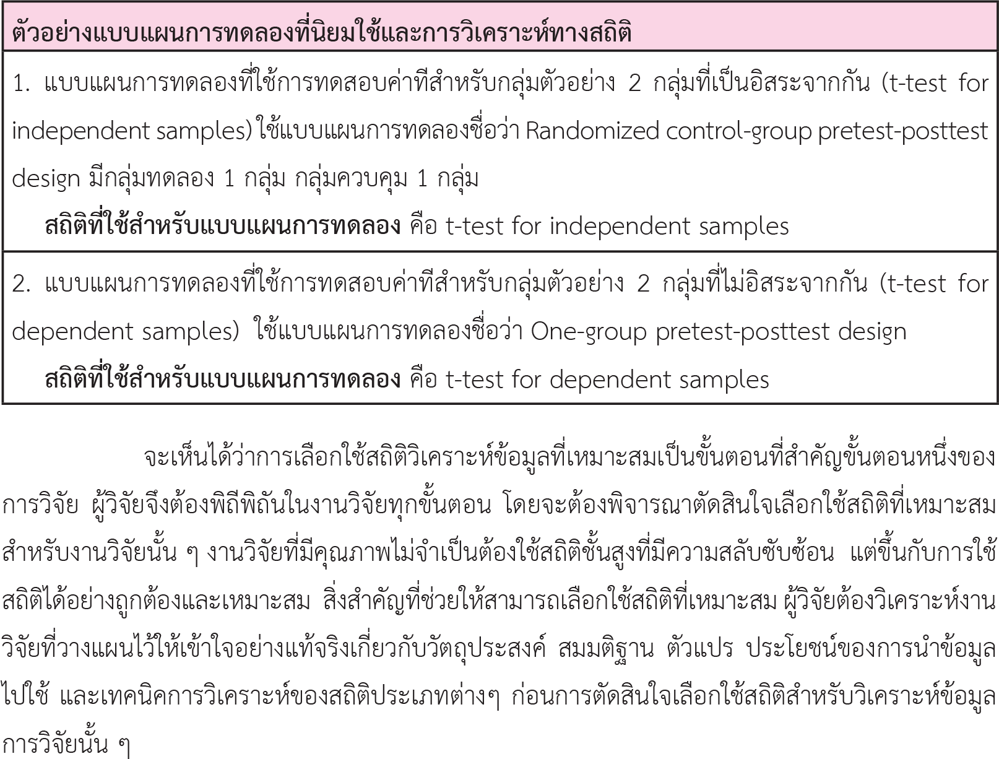 ตัวอย่างแบบแผนการทดลองที่นิยมใช้และการวิเคราะห์ทางสถิติ
1. แบบแผนการทดลองที่ใช้การทดสอบค่าทีสำหรับกลุ่มตัวอย่าง 2 กลุ่มที่เป็นอิสระจากกัน (t-test for
independent samples) ใช้แบบแผนการทดลองชื่อว่า Randomized control-group pretest-posttest
design มีกลุ่มทดลอง 1 กลุ่ม กลุ่มควบคุม 1 กลุ่ม
สถิติที่ใช้สำหรับแบบแผนการทดลอง คือ t-test for independent samples
2. แบบแผนการทดลองที่ใช้การทดสอบค่าทีสำหรับกลุ่มตัวอย่าง 2 กลุ่มที่ไม่อิสระจากกัน (t-test for
dependent samples) ใช้แบบแผนการทดลองชื่อว่า One-group pretest-posttest design
สถิติที่ใช้สำหรับแบบแผนการทดลอง คือ t-test for dependent samples
จะเห็นได้ว่าการเลือกใช้สถิติวิเคราะห์ข้อมูลที่เหมาะสมเป็นขั้นตอนที่สำคัญขั้นตอนหนึ่งของ
การวิจัย ผู้วิจัยจึงต้องพิถีพิถันในงานวิจัยทุกขั้นตอน โดยจะต้องพิจารณาตัดสินใจเลือกใช้สถิติที่เหมาะสม
สำหรับงานวิจัยนั้น ๆ งานวิจัยที่มีคุณภาพไม่จำเป็นต้องใช้สถิติชั้นสูงที่มีความสลับซับซ้อน แต่ขึ้นกับการใช้
สถิติได้อย่างถูกต้องและเหมาะสม สิ่งสำคัญที่ช่วยให้สามารถเลือกใช้สถิติที่เหมาะสม ผู้วิจัยต้องวิเคราะห์งาน
วิจัยที่วางแผนไว้ให้เข้าใจอย่างแท้จริงเกี่ยวกับวัตถุประสงค์ สมมติฐาน ตัวแปร ประโยชน์ของการนำข้อมูล
ไปใช้ และเทคนิคการวิเคราะห์ของสถิติประเภทต่างๆ ก่อนการตัดสินใจเลือกใช้สถิติสำหรับวิเคราะห์ข้อมูล
การวิจัยนั้น ๆ